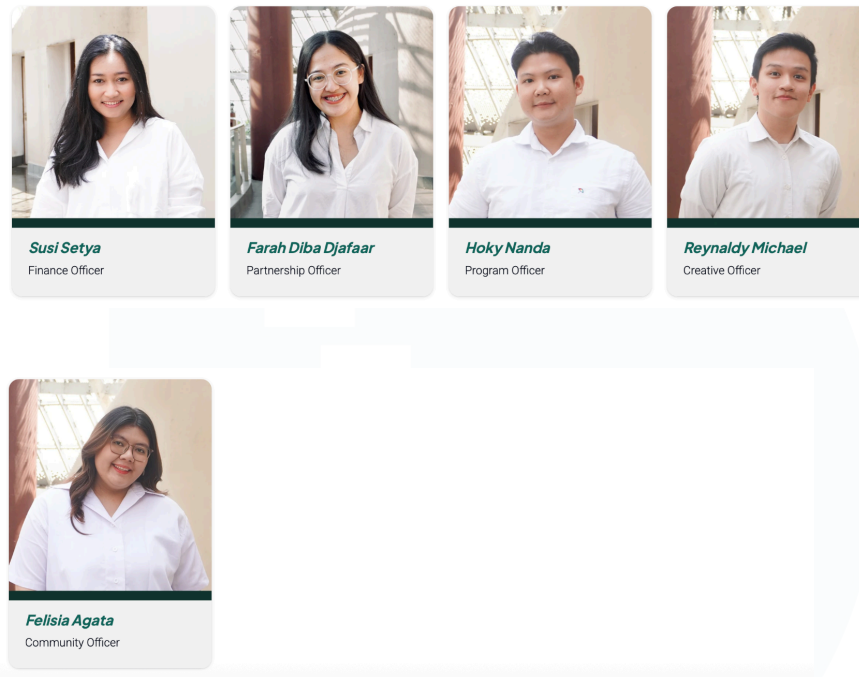 Susi Setya
Finance Officer
Farah Diba Djafaar
Partnership Officer
Hoky Nanda
Program Officer
Reynaldy Michael
Creative Officer
Felisia Agata
Community Officer